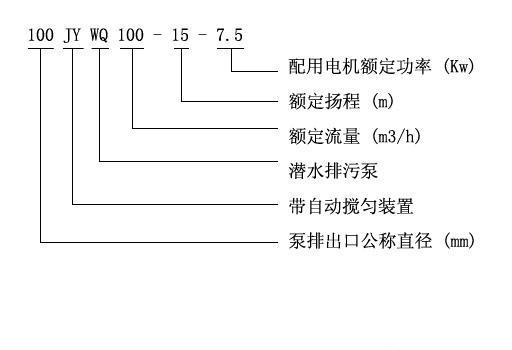 100 JY WQ 100 - 15 - 7.5
配用电机额定功率 (Kw)
额定扬程 (m)
额定流量 (m3/h)
潜水排污泵
带自动搅匀装置
泵排出口公称直径 (mm)